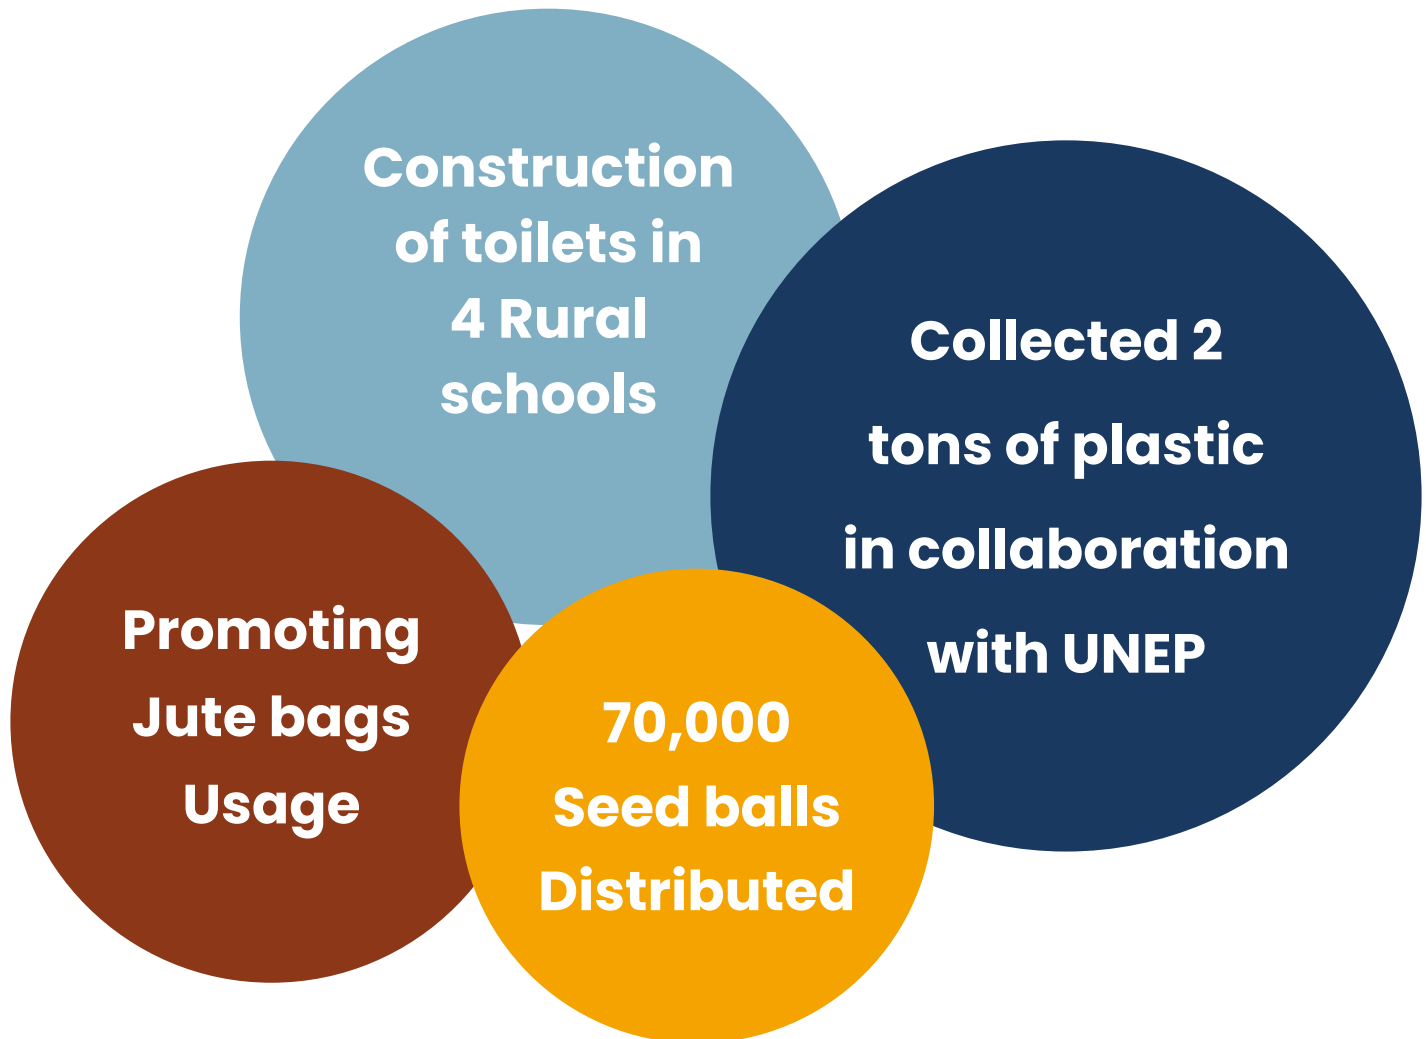 Construction
of toilets in
4 Rural
schools
Collected 2
tons of plastic
in collaboration
with UNEP
Promoting
Jute bags
Usage
70,000
Seed balls
Distributed